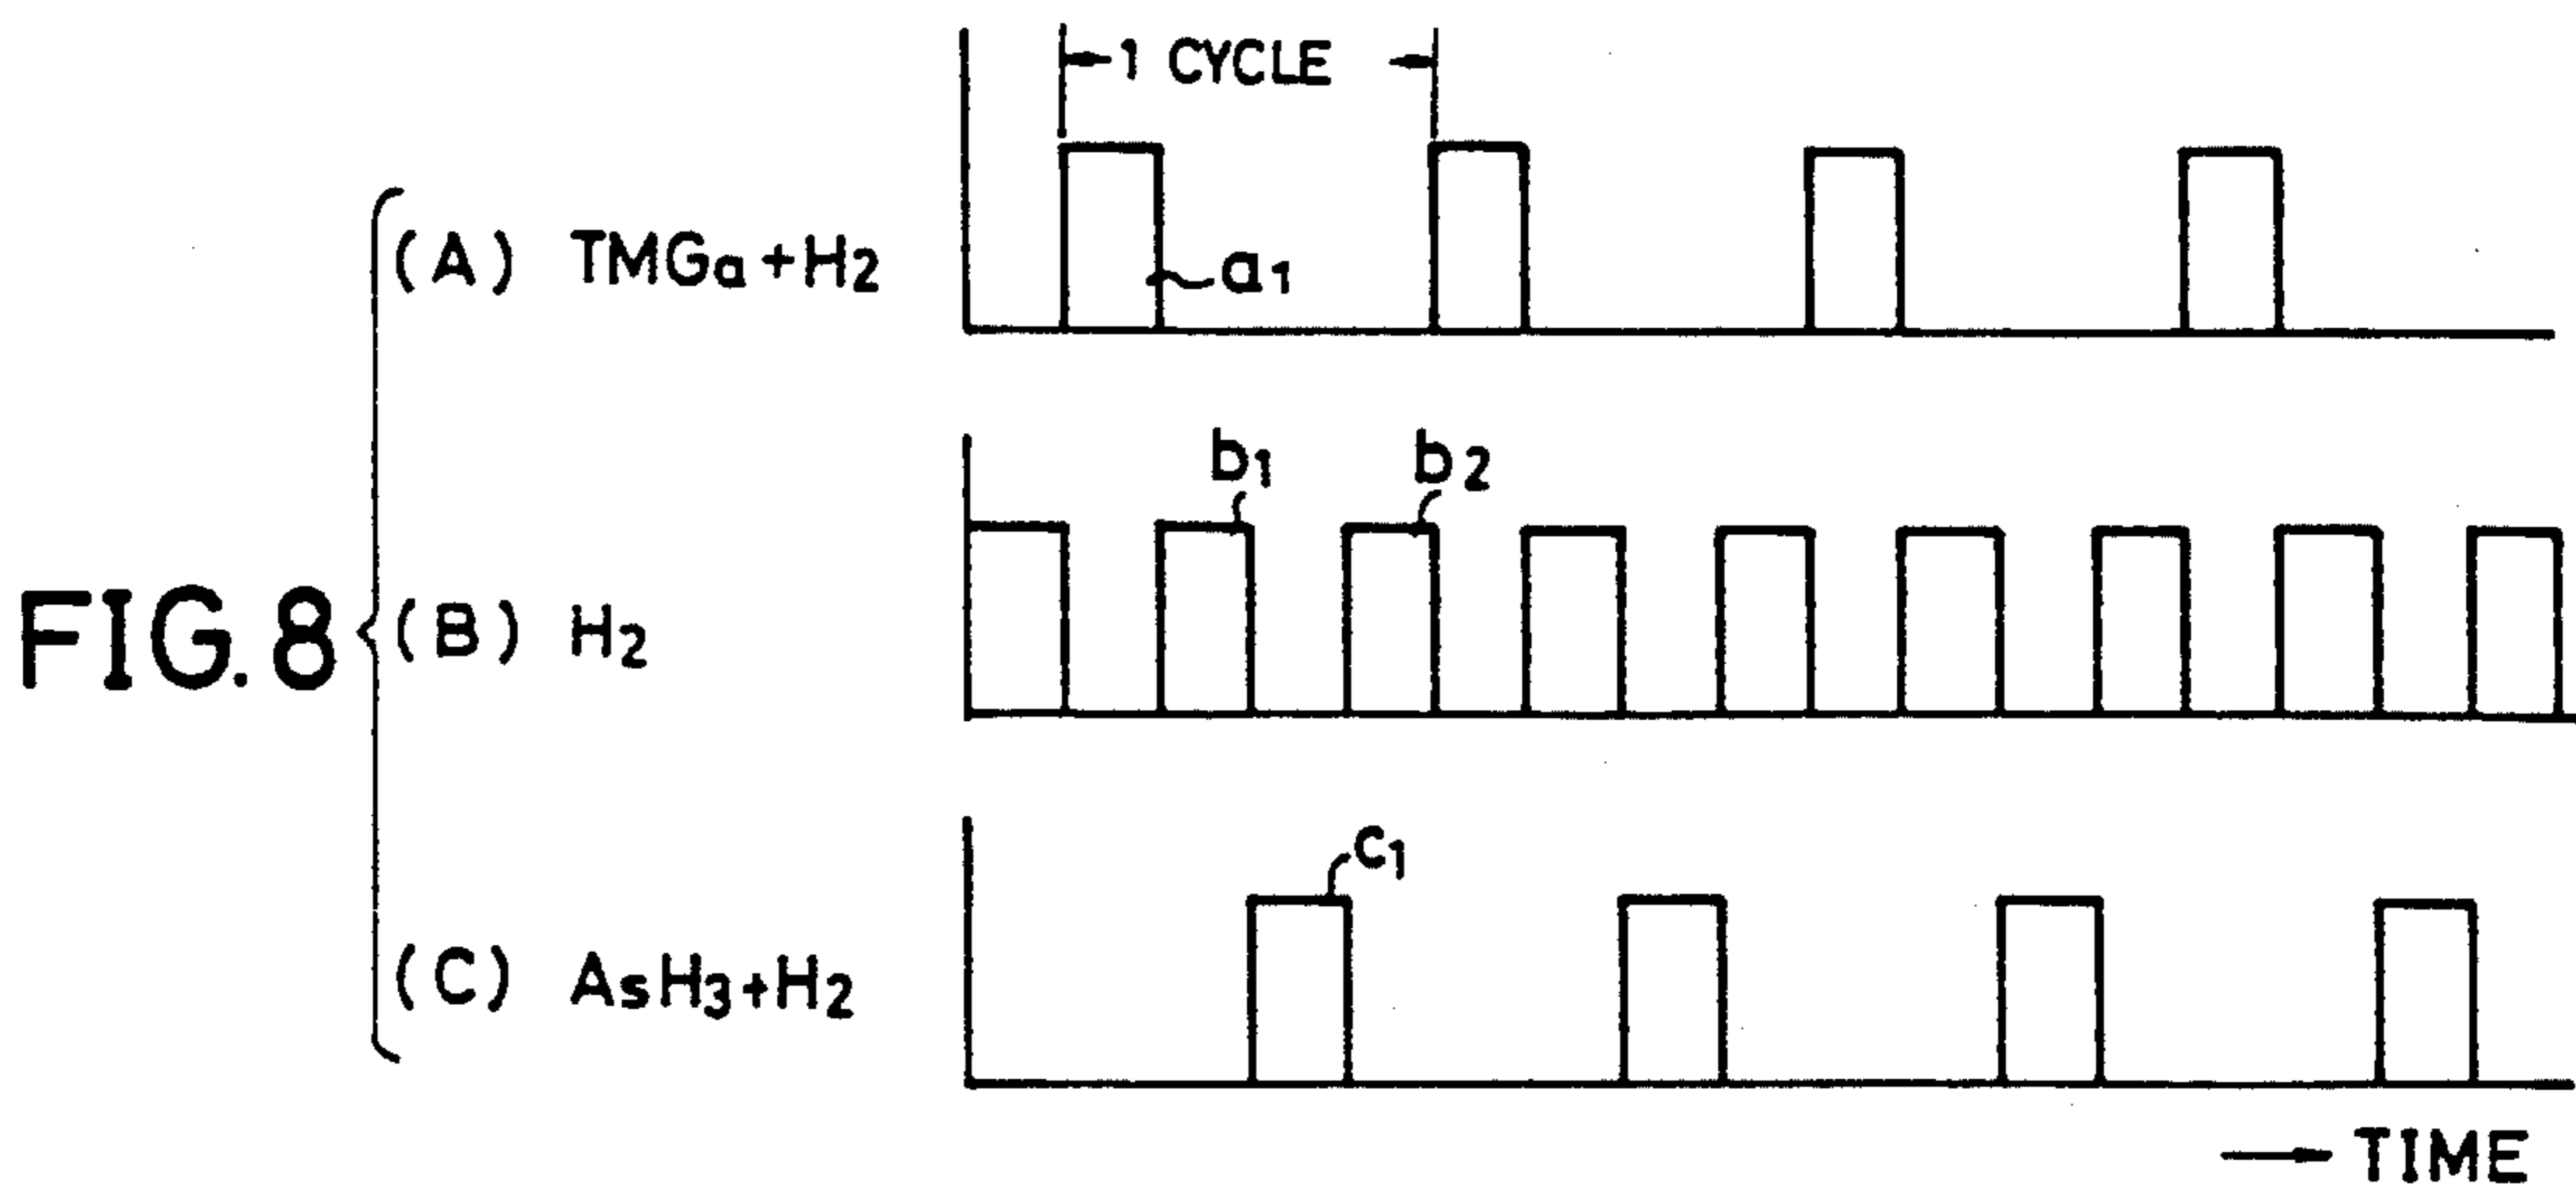 1 CYCLE
(A) TMGa+H2
a1
b1
b2
FIG. 8
(B) H2
c1
(C) AsH3+H2
TIME